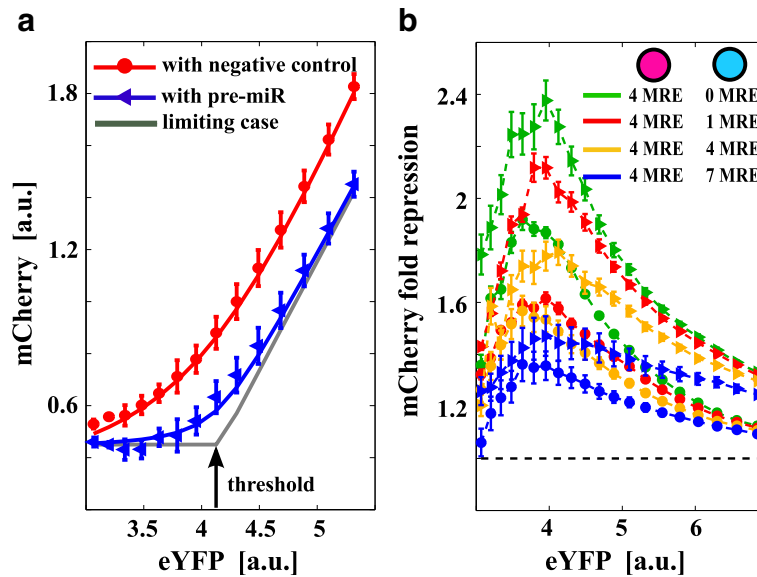 a
with negative control
with pre-miR
limiting case
1.8
1.2
0.6
mCherry [a.u.]
threshold
3.5 4 4.5 5
eYFP [a.u.]
b
4 MRE 0 MRE
4 MRE 1 MRE
4 MRE 4 MRE
4 MRE 7 MRE
2.4
2
1.6
1.2
mCherry fold repression
4 5 6
eYFP [a.u.]